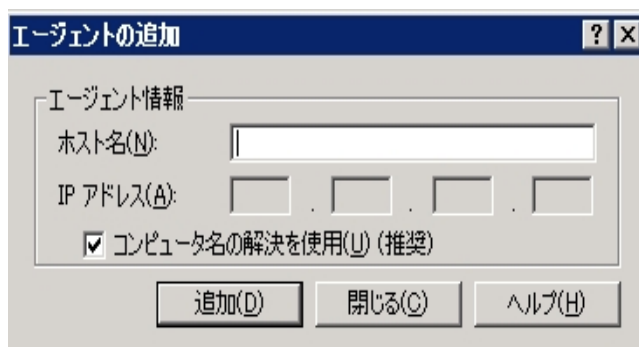 エージェントの追加
エージェント情報
ホスト名(N):
IP アドレス(A):
. . .
コンピュータ名の解決を使用(U) (推奨)
追加(D) 閉じる(C) ヘルプ(H)